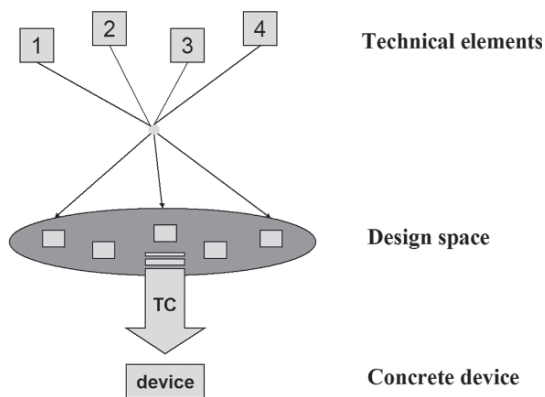 1
2
3
4
Technical elements
Design space
TC
device
Concrete device